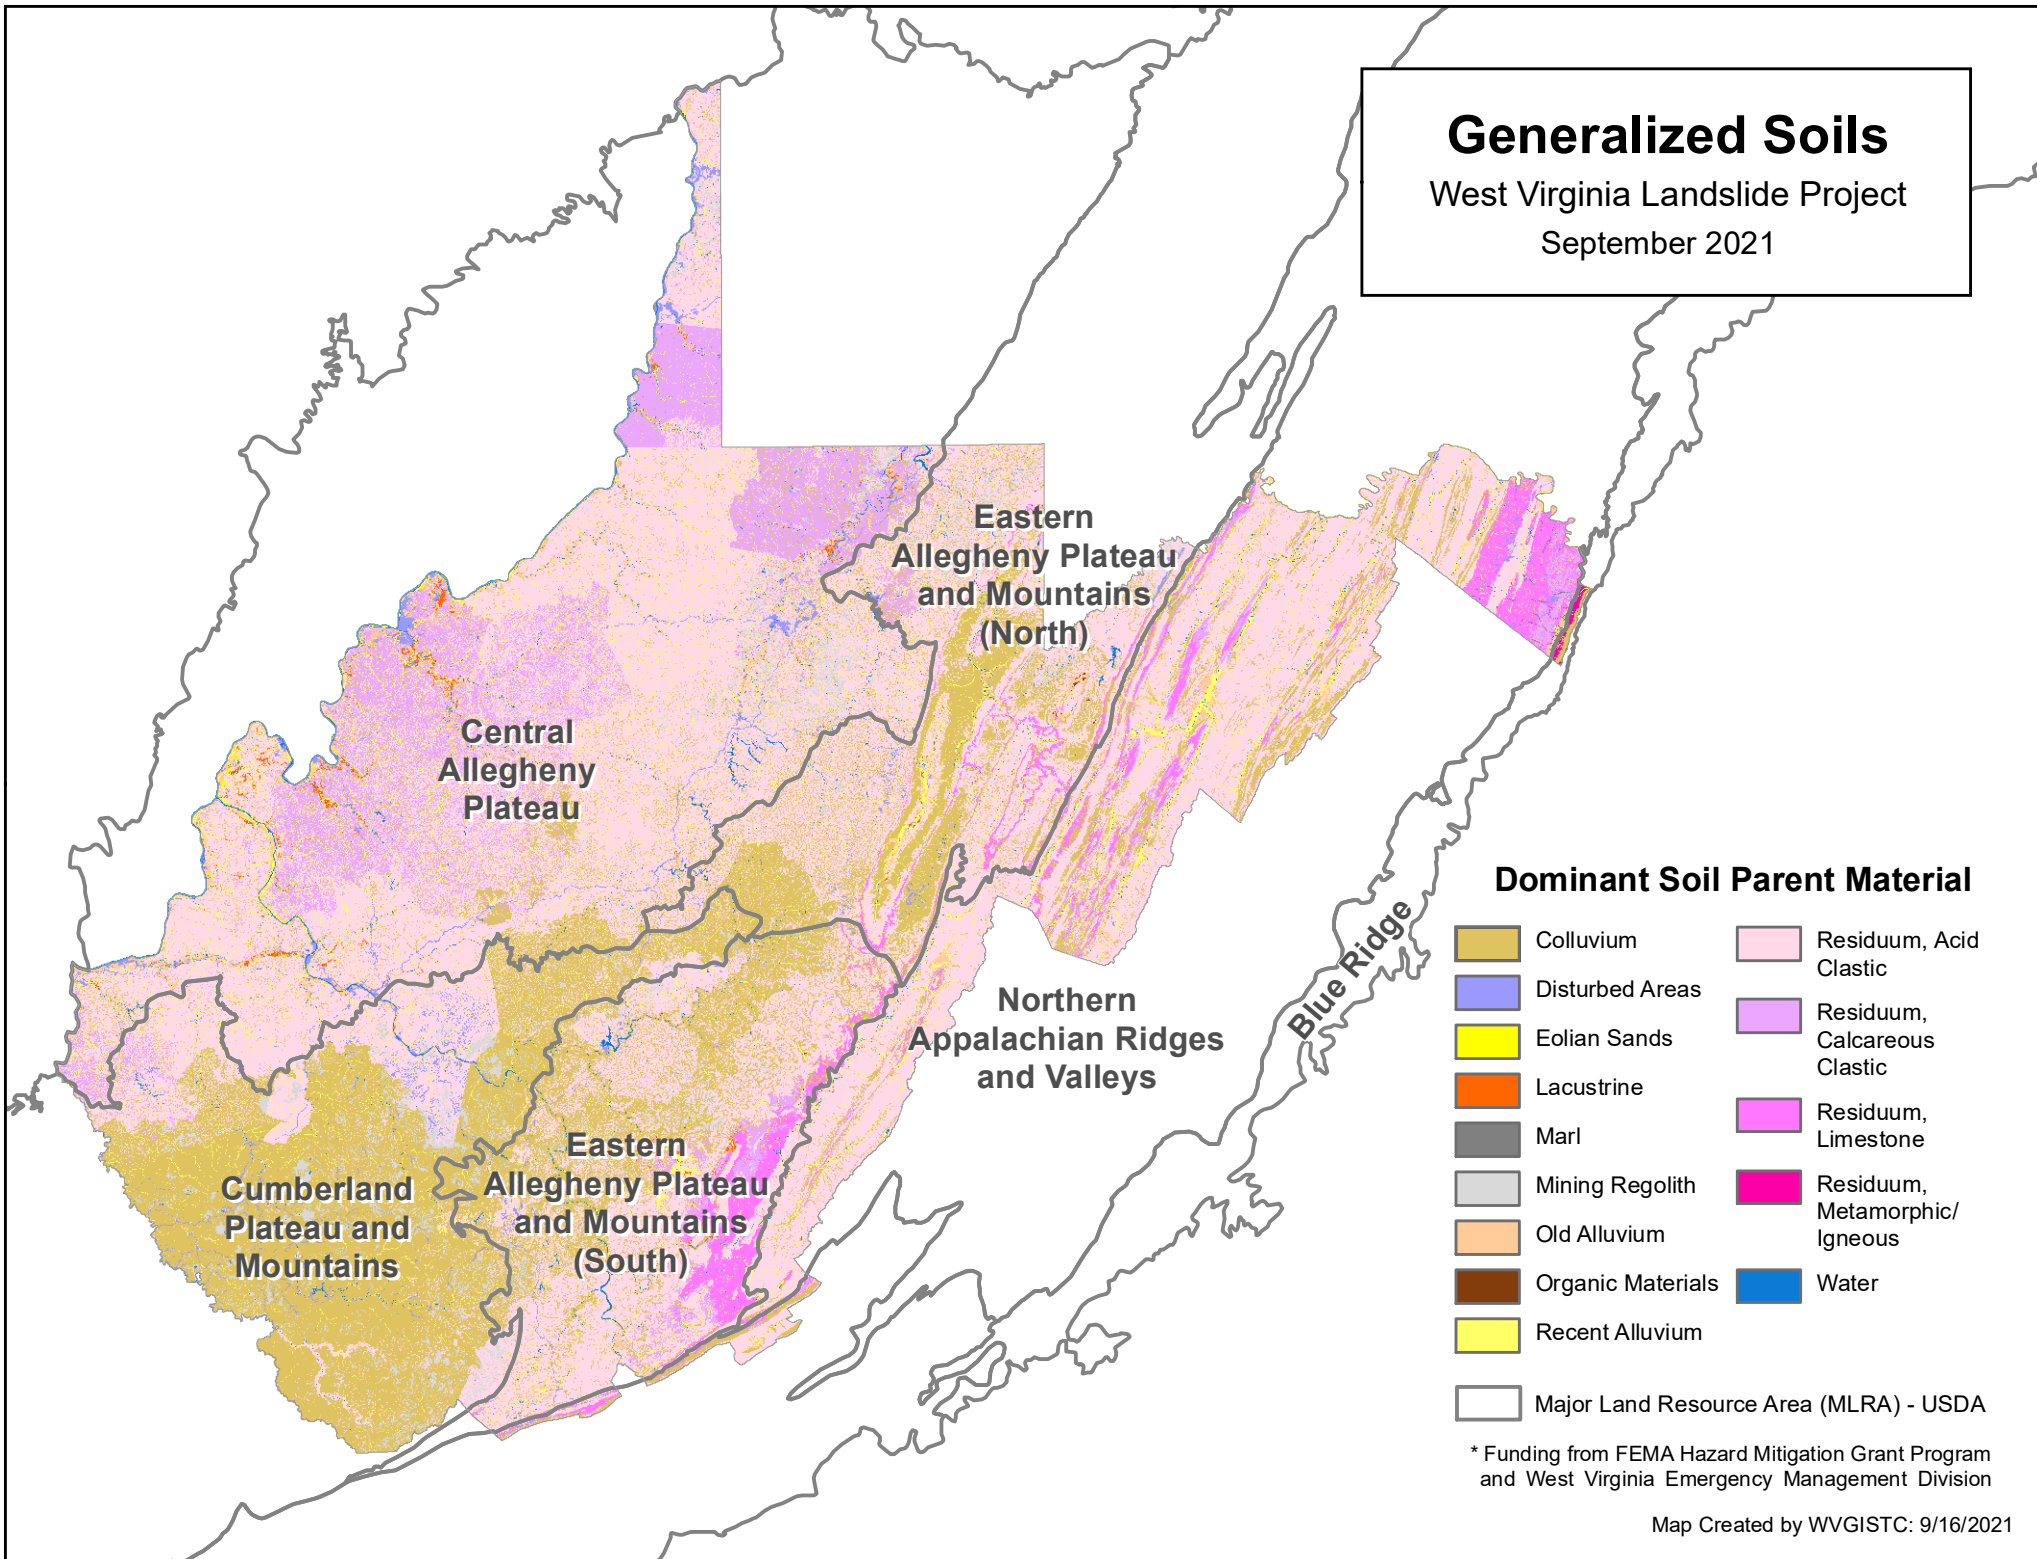 Generalized Soils
West Virginia Landslide Project
September 2021
Eastern
Allegheny Plateau
and Mountains
(North)
Central
Allegheny
Plateau
Northern
Appalachian Ridges
and Valleys
Blue Ridge
Eastern
Allegheny Plateau
and Mountains
(South)
Cumberland
Plateau and
Mountains
Dominant Soil Parent Material
Colluvium
Disturbed Areas
Eolian Sands
Lacustrine
Marl
Mining Regolith
Old Alluvium
Organic Materials
Recent Alluvium
Residuum, Acid
Clastic
Residuum,
Calcareous
Clastic
Residuum,
Limestone
Residuum,
Metamorphic/
Igneous
Water
Major Land Resource Area (MLRA) - USDA
* Funding from FEMA Hazard Mitigation Grant Program
and West Virginia Emergency Management Division
Map Created by WVGISTC: 9/16/2021